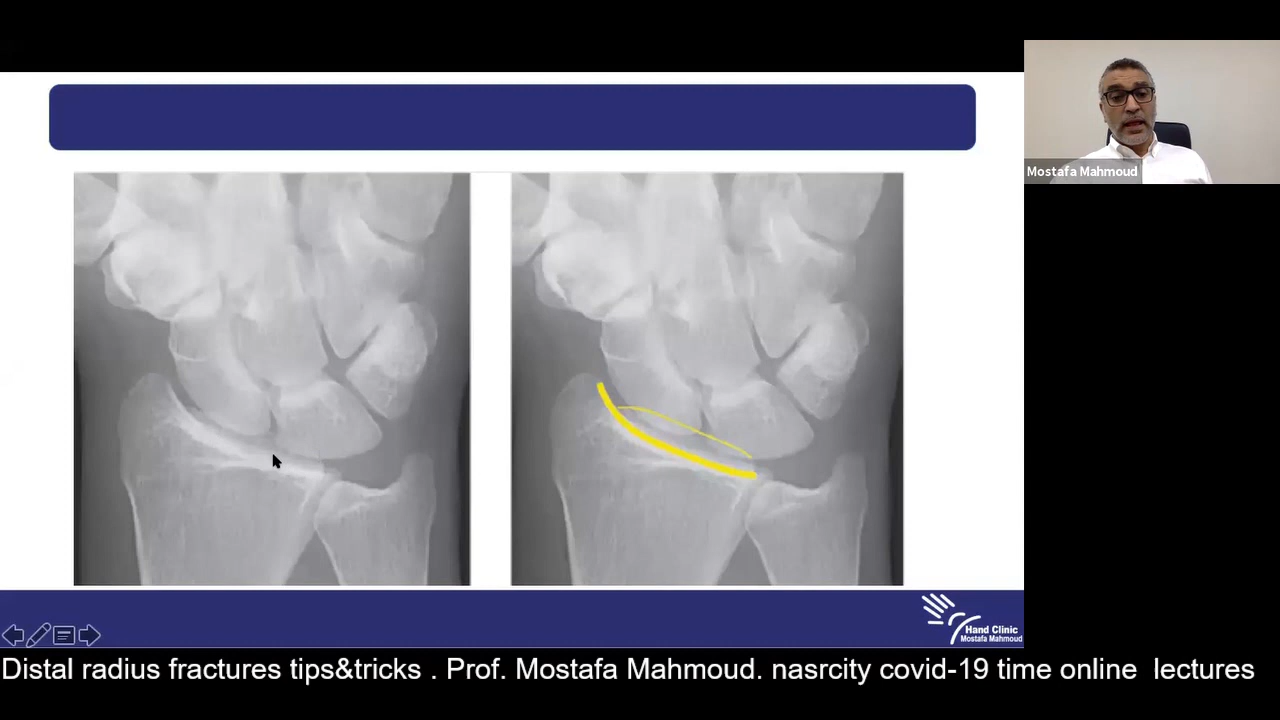 Mostafa Mahmoud
Hand Clinic
Mostafa Mahmoud
Distal radius fractures tips&tricks . Prof. Mostafa Mahmoud. nasrcity covid-19 time online  lectures